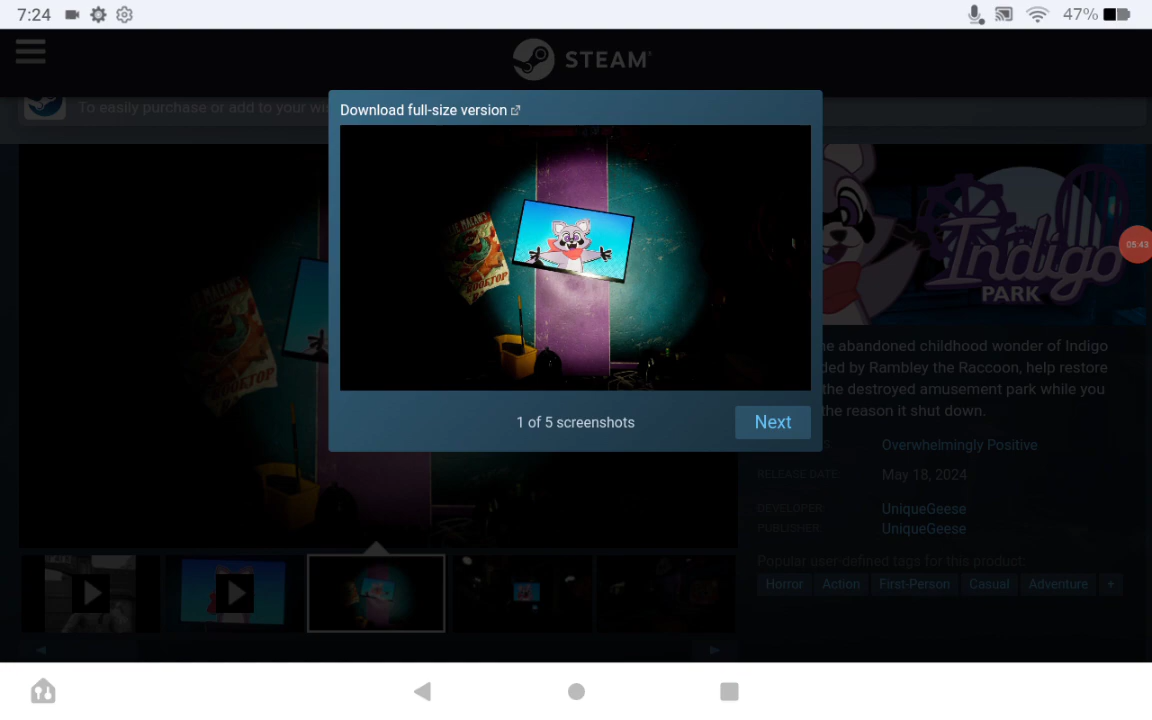 7:24
47%
STEAM
To easily purchase or add to your wis
Download full-size version
ROOFTOP
Indigo
PARK
05:43
1 of 5 screenshots
Next
he abandoned childhood wonder of Indigo
ded by Rambley the Raccoon, help restore
the destroyed amusement park while you
the reason it shut down.
Overwhelmingly Positive
RELEASE DATE: May 18, 2024
DEVELOPER: UniqueGeese
PUBLISHER: UniqueGeese
Popular user-defined tags for this product:
Horror Action First-Person Casual Adventure +